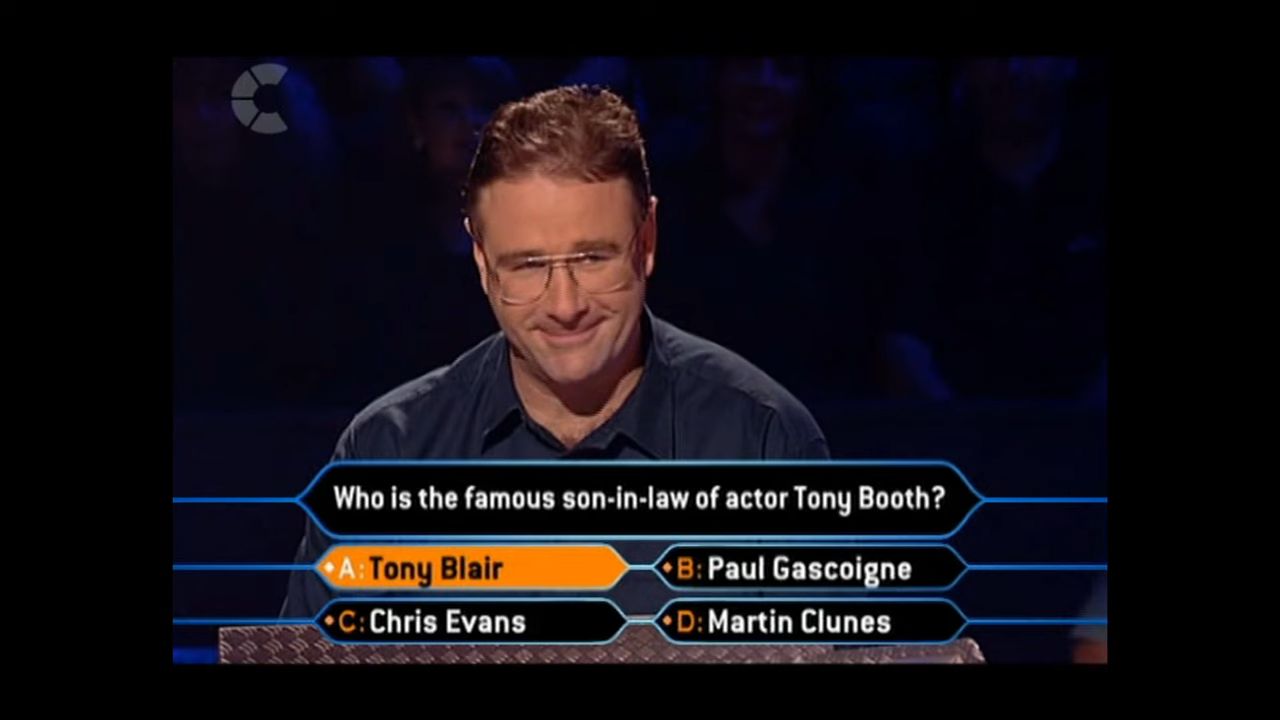 Who is the famous son-in-law of actor Tony Booth?
A: Tony Blair
B: Paul Gascoigne
C: Chris Evans
D: Martin Clunes